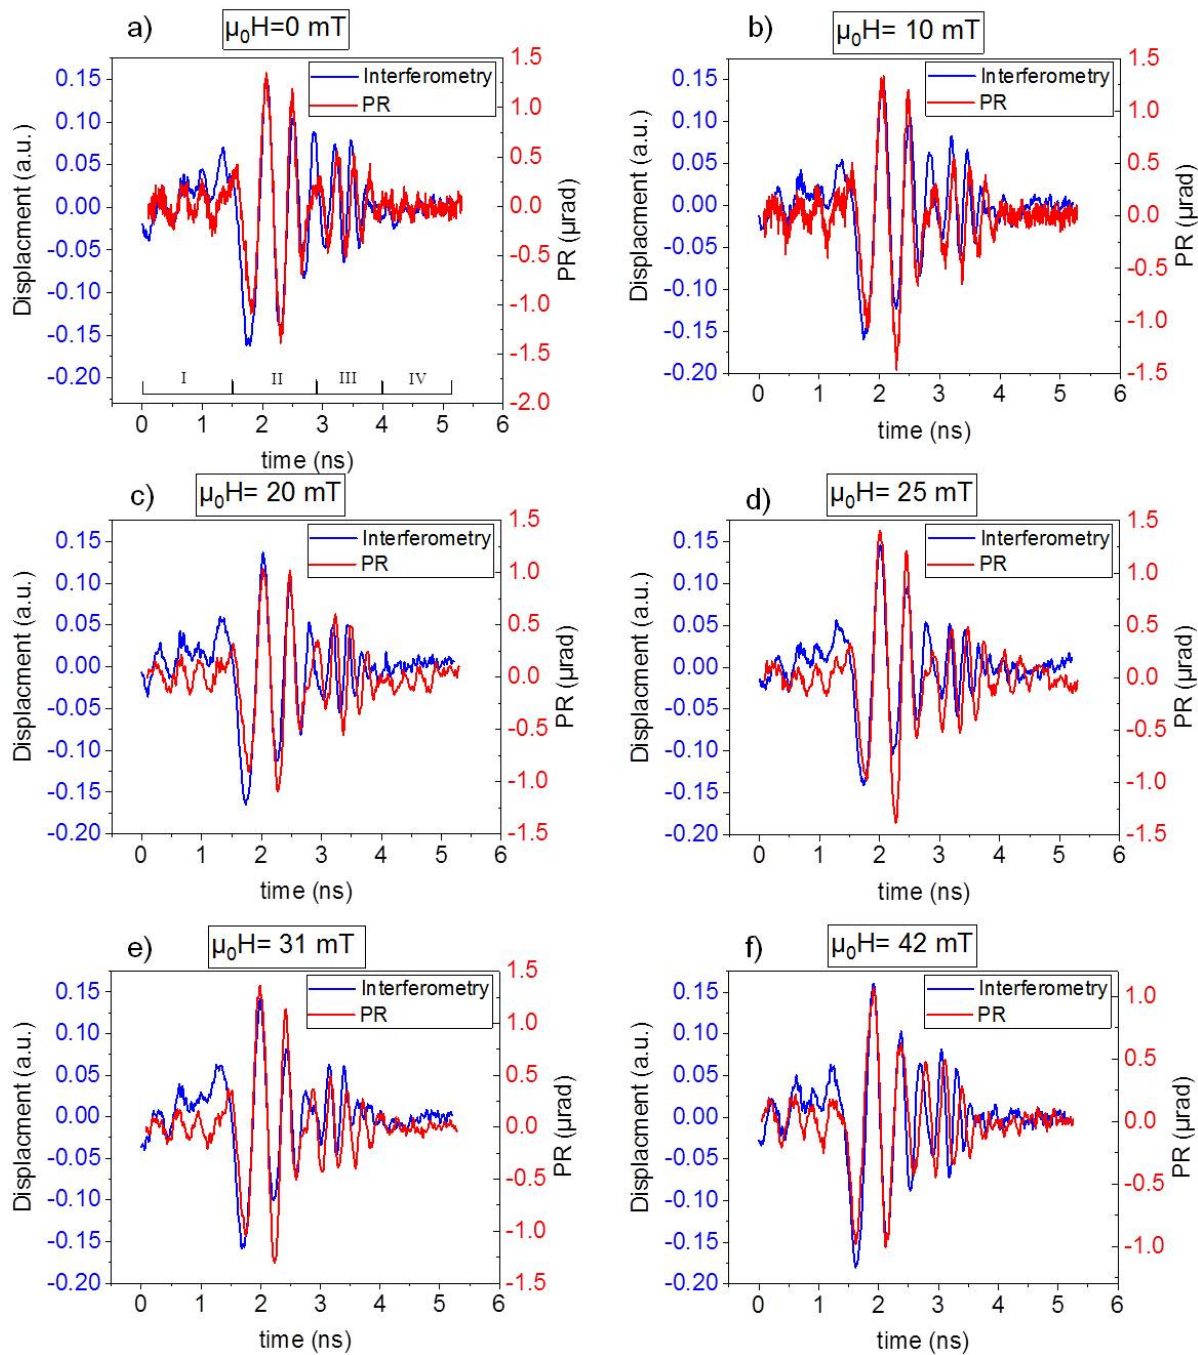 a)
µ₀H=0 mT
Interferometry
PR
Displacment (a.u.)
0.15
0.10
0.05
0.00
-0.05
-0.10
-0.15
-0.20
1.5
1.0
0.5
0.0
-0.5
-1.0
-1.5
-2.0
PR (µrad)
I II III IV
0 1 2 3 4 5 6
time (ns)
b)
µ₀H= 10 mT
Interferometry
PR
Displacment (a.u.)
0.15
0.10
0.05
0.00
-0.05
-0.10
-0.15
-0.20
1.5
1.0
0.5
0.0
-0.5
-1.0
-1.5
PR (µrad)
0 1 2 3 4 5 6
time (ns)
c)
µ₀H= 20 mT
Interferometry
PR
Displacment (a.u.)
0.15
0.10
0.05
0.00
-0.05
-0.10
-0.15
-0.20
1.5
1.0
0.5
0.0
-0.5
-1.0
-1.5
PR (µrad)
0 1 2 3 4 5 6
time (ns)
d)
µ₀H= 25 mT
Interferometry
PR
Displacment (a.u.)
0.15
0.10
0.05
0.00
-0.05
-0.10
-0.15
-0.20
1.5
1.0
0.5
0.0
-0.5
-1.0
-1.5
PR (µrad)
0 1 2 3 4 5 6
time (ns)
e)
µ₀H= 31 mT
Interferometry
PR
Displacment (a.u.)
0.15
0.10
0.05
0.00
-0.05
-0.10
-0.15
-0.20
1.5
1.0
0.5
0.0
-0.5
-1.0
-1.5
PR (µrad)
0 1 2 3 4 5 6
time (ns)
f)
µ₀H= 42 mT
Interferometry
PR
Displacment (a.u.)
0.15
0.10
0.05
0.00
-0.05
-0.10
-0.15
-0.20
1.0
0.5
0.0
-0.5
-1.0
PR (µrad)
0 1 2 3 4 5 6
time (ns)